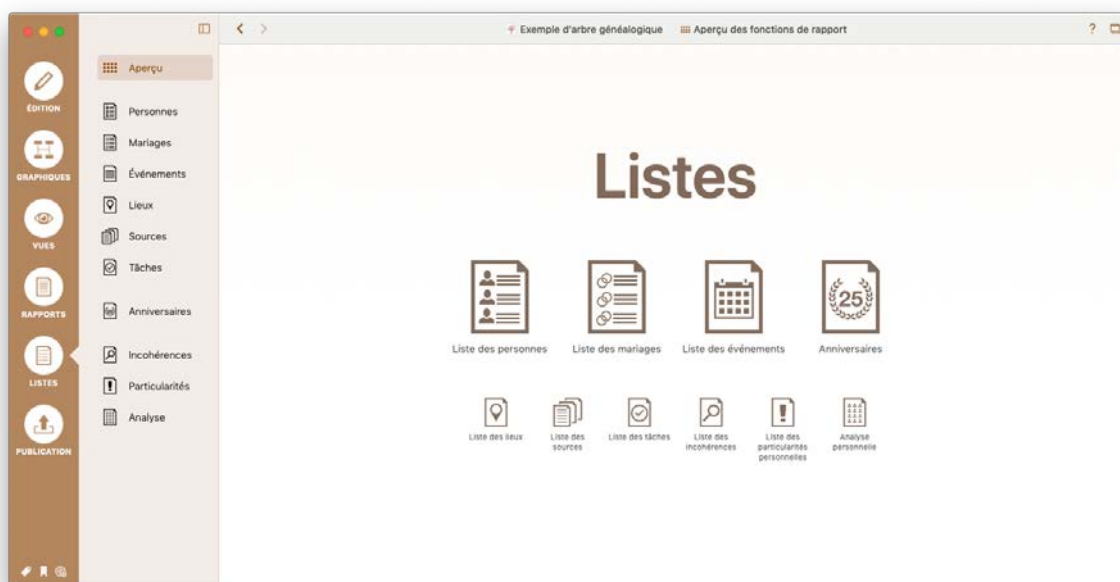 Exemple d'arbre généalogique
Aperçu des fonctions de rapport
?
ÉDITION
GRAPHIQUES
VUES
RAPPORTS
LISTES
PUBLICATION
Aperçu
Personnes
Mariages
Événements
Lieux
Sources
Tâches
Anniversaires
Incohérences
Particularités
Analyse
Listes
25
Liste des personnes
Liste des mariages
Liste des événements
Anniversaires
Liste des lieux
Liste des
sources
Liste des tâches
Liste des
incohérences
Liste des
particularités
personnelles
Analyse
personnelle